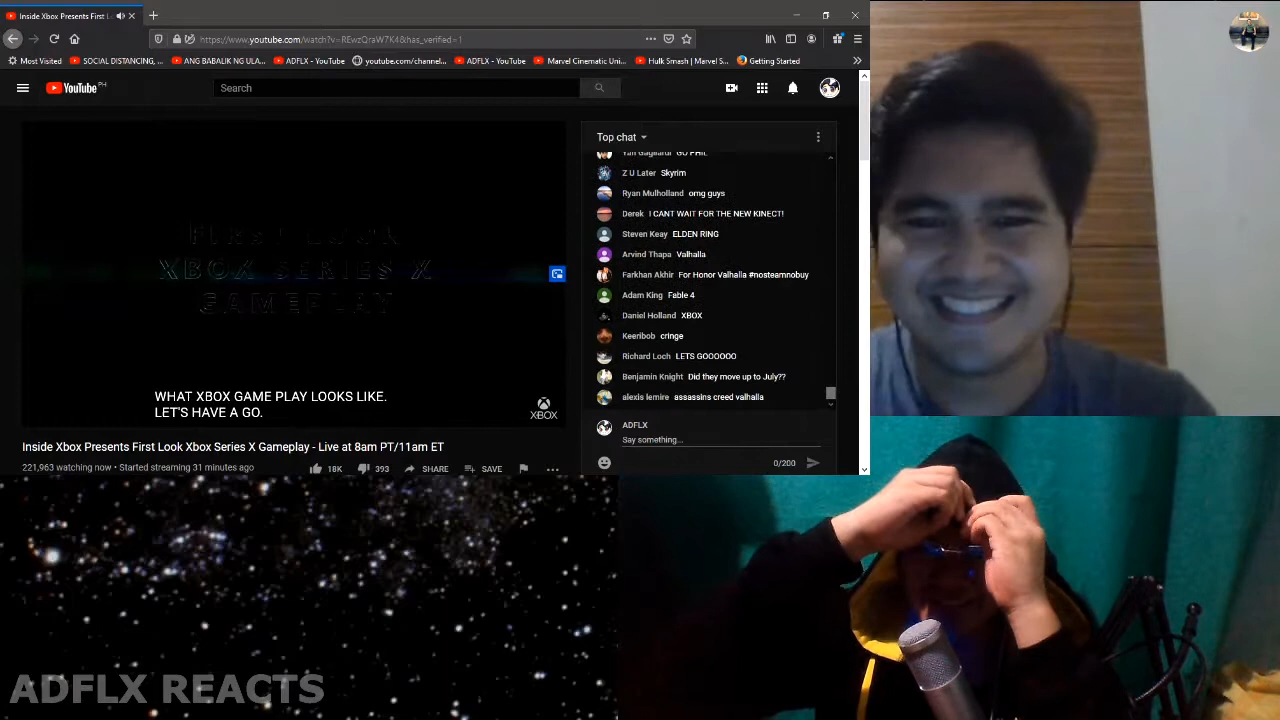 Inside Xbox Presents First Lo
https://www.youtube.com/watch?v=REwzQraW7K4&has_verified=1
Most Visited
SOCIAL DISTANCING, ...
ANG BABALIK NG ULA...
ADFLX - YouTube
youtube.com/channel...
ADFLX - YouTube
Marvel Cinematic Uni...
Hulk Smash | Marvel S...
Getting Started
YouTube PH
Search
FIRST LOOK
XBOX SERIES X
GAMEPLAY
WHAT XBOX GAME PLAY LOOKS LIKE.
LET'S HAVE A GO.
XBOX
Top chat
Z U Later Skyrim
Ryan Mulholland omg guys
Derek I CANT WAIT FOR THE NEW KINECT!
Steven Keay ELDEN RING
Arvind Thapa Valhalla
Farkhan Akhir For Honor Valhalla #nosteamnobuy
Adam King Fable 4
Daniel Holland XBOX
Keeribob cringe
Richard Loch LETS GOOOOOO
Benjamin Knight Did they move up to July??
alexis lemire assassins creed valhalla
ADFLX
Say something...
0/200
Inside Xbox Presents First Look Xbox Series X Gameplay - Live at 8am PT/11am ET
221,963 watching now • Started streaming 31 minutes ago
18K
393
SHARE
SAVE
ADFLX REACTS